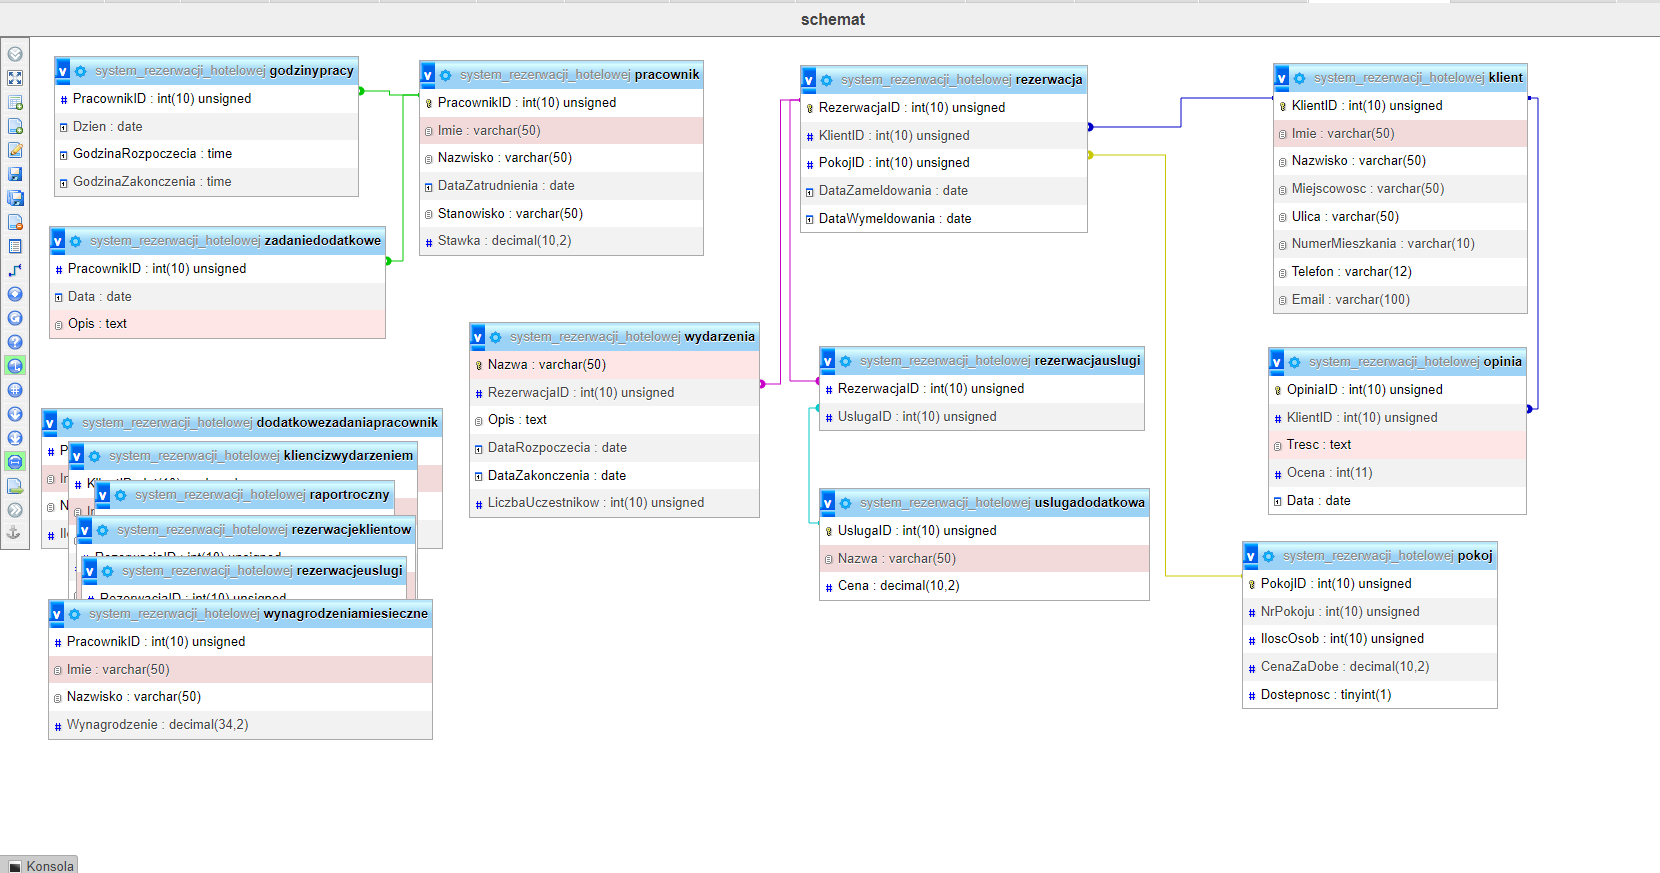 schemat
system_rezerwacji_hotelowej godzinypracy
PracownikID : int(10) unsigned
Dzien : date
GodzinaRozpoczecia : time
GodzinaZakonczenia : time
system_rezerwacji_hotelowej pracownik
PracownikID : int(10) unsigned
Imie : varchar(50)
Nazwisko : varchar(50)
DataZatrudnienia : date
Stanowisko : varchar(50)
Stawka : decimal(10,2)
system_rezerwacji_hotelowej rezerwacja
RezerwacjaID : int(10) unsigned
KlientID : int(10) unsigned
PokojID : int(10) unsigned
DataZameldowania : date
DataWymeldowania : date
system_rezerwacji_hotelowej klient
KlientID : int(10) unsigned
Imie : varchar(50)
Nazwisko : varchar(50)
Miejscowosc : varchar(50)
Ulica : varchar(50)
NumerMieszkania : varchar(10)
Telefon : varchar(12)
Email : varchar(100)
system_rezerwacji_hotelowej zadaniedodatkowe
PracownikID : int(10) unsigned
Data : date
Opis : text
system_rezerwacji_hotelowej wydarzenia
Nazwa : varchar(50)
RezerwacjaID : int(10) unsigned
Opis : text
DataRozpoczecia : date
DataZakonczenia : date
LiczbaUczestnikow : int(10) unsigned
system_rezerwacji_hotelowej rezerwacjauslugi
RezerwacjaID : int(10) unsigned
UslugaID : int(10) unsigned
system_rezerwacji_hotelowej opinia
OpiniaID : int(10) unsigned
KlientID : int(10) unsigned
Tresc : text
Ocena : int(11)
Data : date
system_rezerwacji_hotelowej uslugadodatkowa
UslugaID : int(10) unsigned
Nazwa : varchar(50)
Cena : decimal(10,2)
system_rezerwacji_hotelowej pokoj
PokojID : int(10) unsigned
NrPokoju : int(10) unsigned
IloscOsob : int(10) unsigned
CenaZaDobe : decimal(10,2)
Dostepnosc : tinyint(1)
system_rezerwacji_hotelowej dodatkowezadaniapracownik
system_rezerwacji_hotelowej kliencizwydarzeniem
system_rezerwacji_hotelowej raportroczny
system_rezerwacji_hotelowej rezerwacjeklientow
RezerwacjaID : int(10) unsigned
system_rezerwacji_hotelowej rezerwacjeuslugi
RezerwacjaID : int(10) unsigned
system_rezerwacji_hotelowej wynagrodzeniamiesieczne
PracownikID : int(10) unsigned
Imie : varchar(50)
Nazwisko : varchar(50)
Wynagrodzenie : decimal(34,2)
Konsola